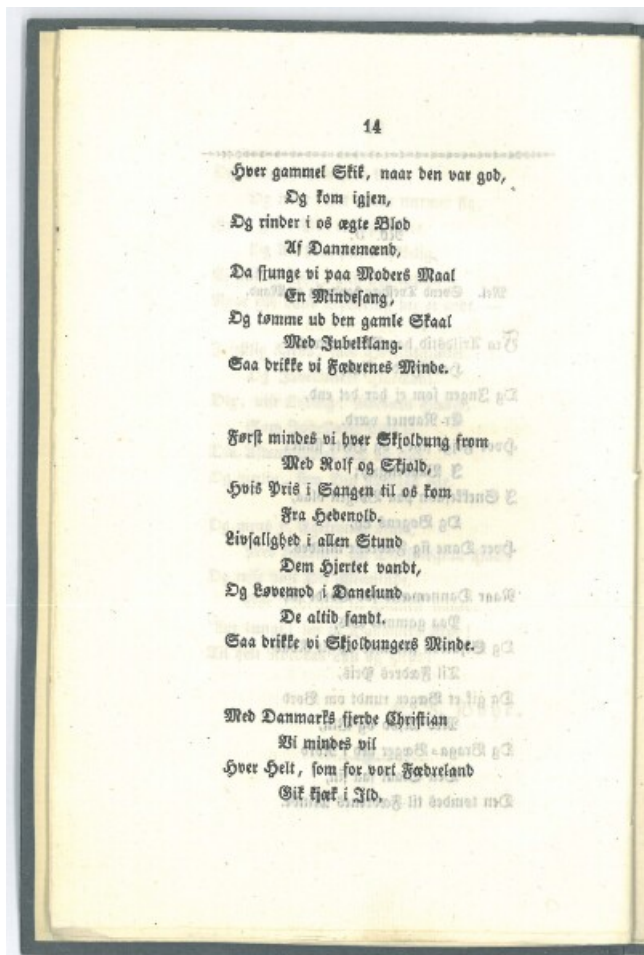 14
Hver gammel Skik, naar den var god,
Og kom igjen,
Og rinder i os ægte Blod
Af Dannemænd,
Da siunge vi paa Moders Maal
En Mindesang,
Og tømme ud den gamle Skaal
Med Jubelklang.
Saa drikke vi Fædrenes Minde.
Først mindes vi hver Skjoldung from
Med Rolf og Skjold,
Hvis Pris i Sangen til os kom
Fra Hedenold.
Livsalighed i allen Stund
Dem Hjertet vandt,
Og Løvemod i Danelund
De altid fandt.
Saa drikke vi Skjoldungers Minde.
Med Danmarks fjerde Christian
Vi mindes vil
Hver Helt, som for vort Fædreland
Gik kjæk i Ild,